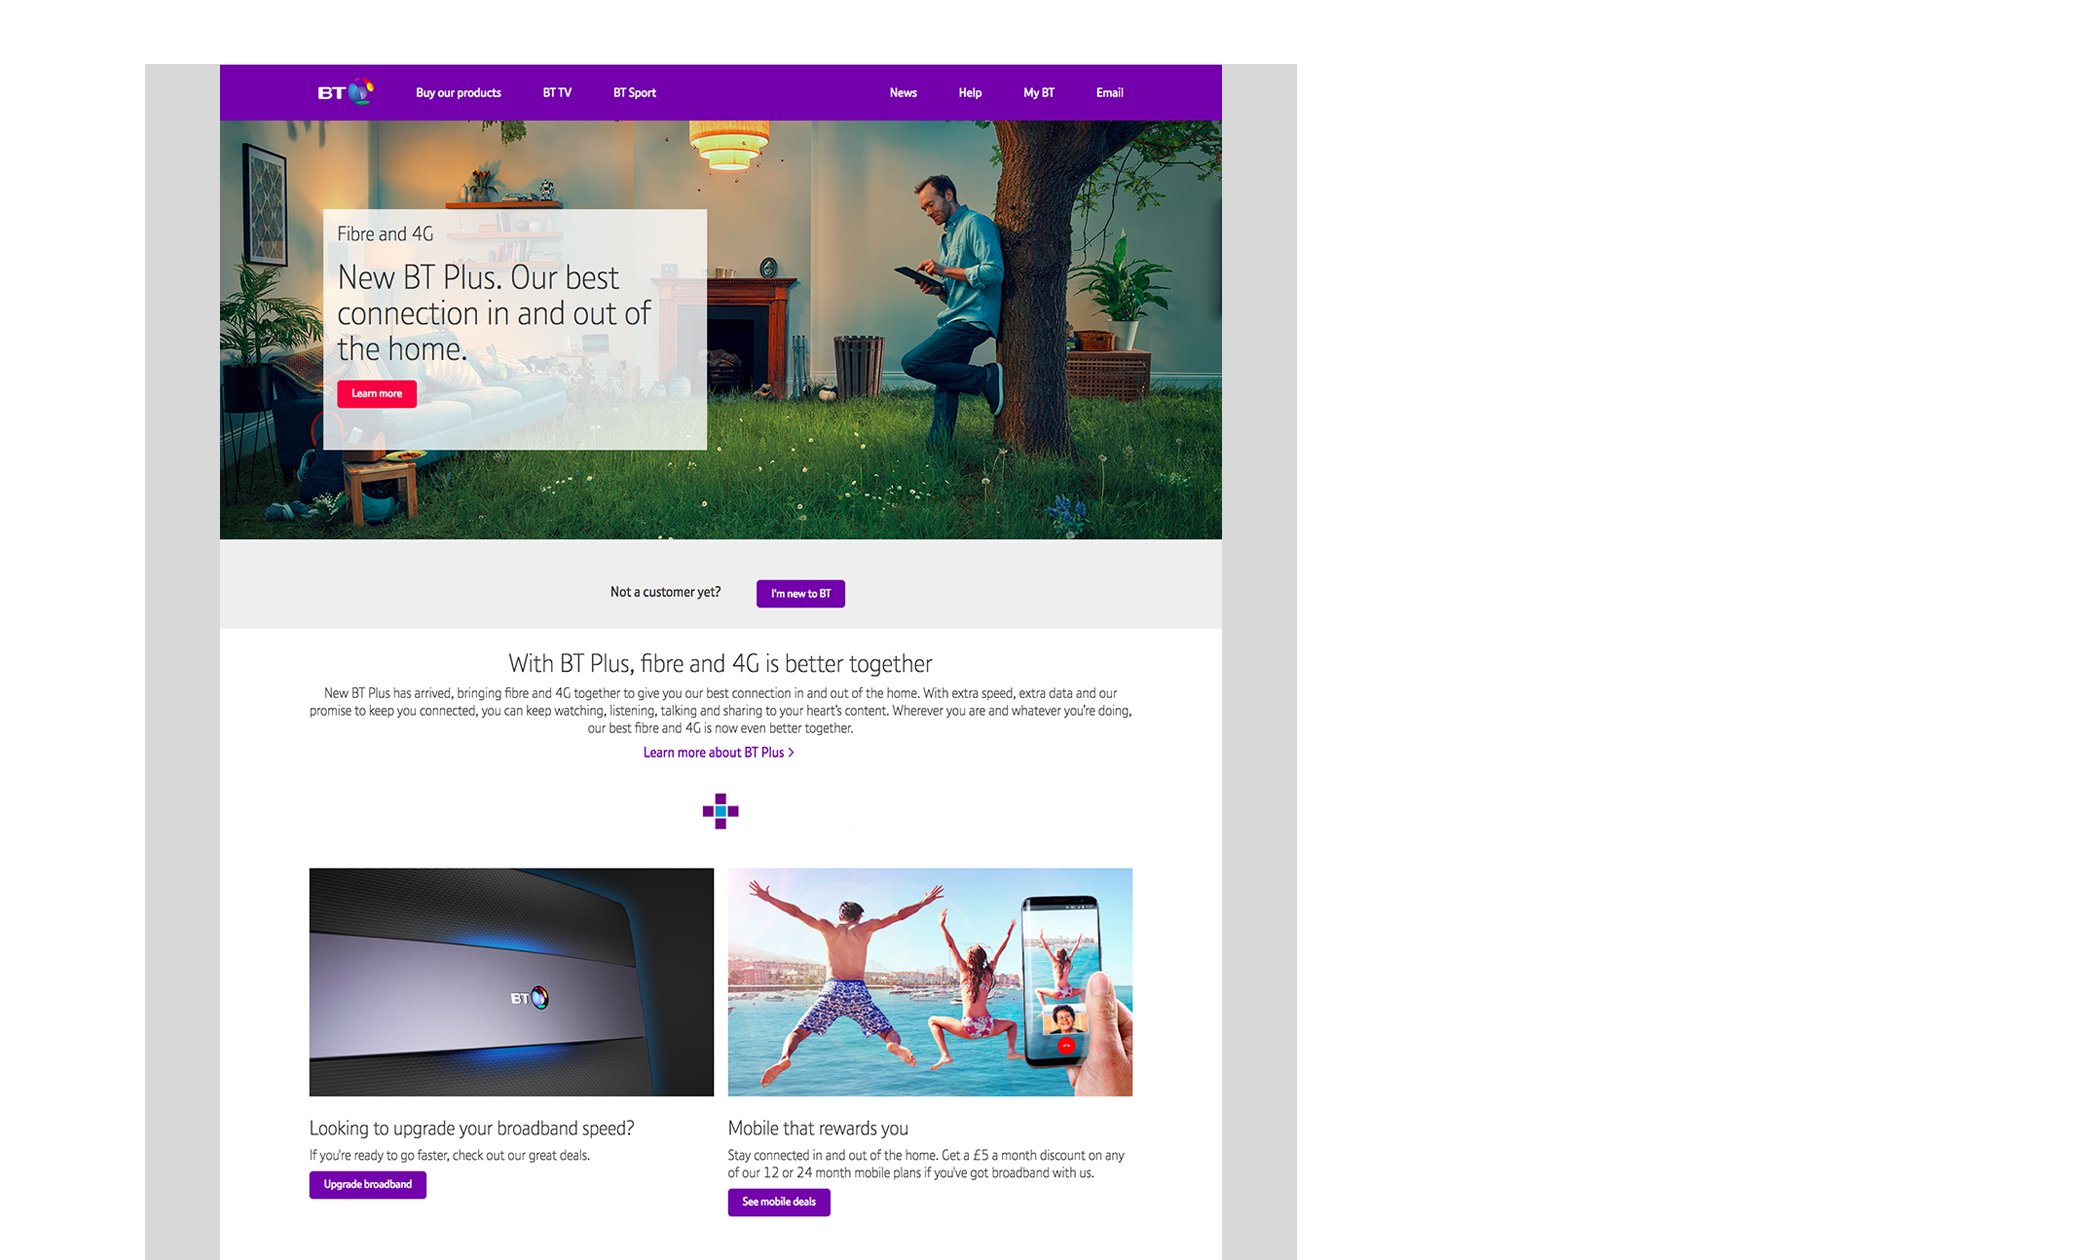 BT Buy our products BT TV BT Sport News Help My BT Email
Fibre and 4G
New BT Plus. Our best
connection in and out of
the home.
Learn more
Not a customer yet? I'm new to BT
With BT Plus, fibre and 4G is better together
New BT Plus has arrived, bringing fibre and 4G together to give you our best connection in and out of the home. With extra speed, extra data and our
promise to keep you connected, you can keep watching, listening, talking and sharing to your heart's content. Wherever you are and whatever you're doing,
our best fibre and 4G is now even better together.
Learn more about BT Plus >
BT
Looking to upgrade your broadband speed?
If you're ready to go faster, check out our great deals.
Upgrade broadband
Mobile that rewards you
Stay connected in and out of the home. Get a £5 a month discount on any
of our 12 or 24 month mobile plans if you've got broadband with us.
See mobile deals